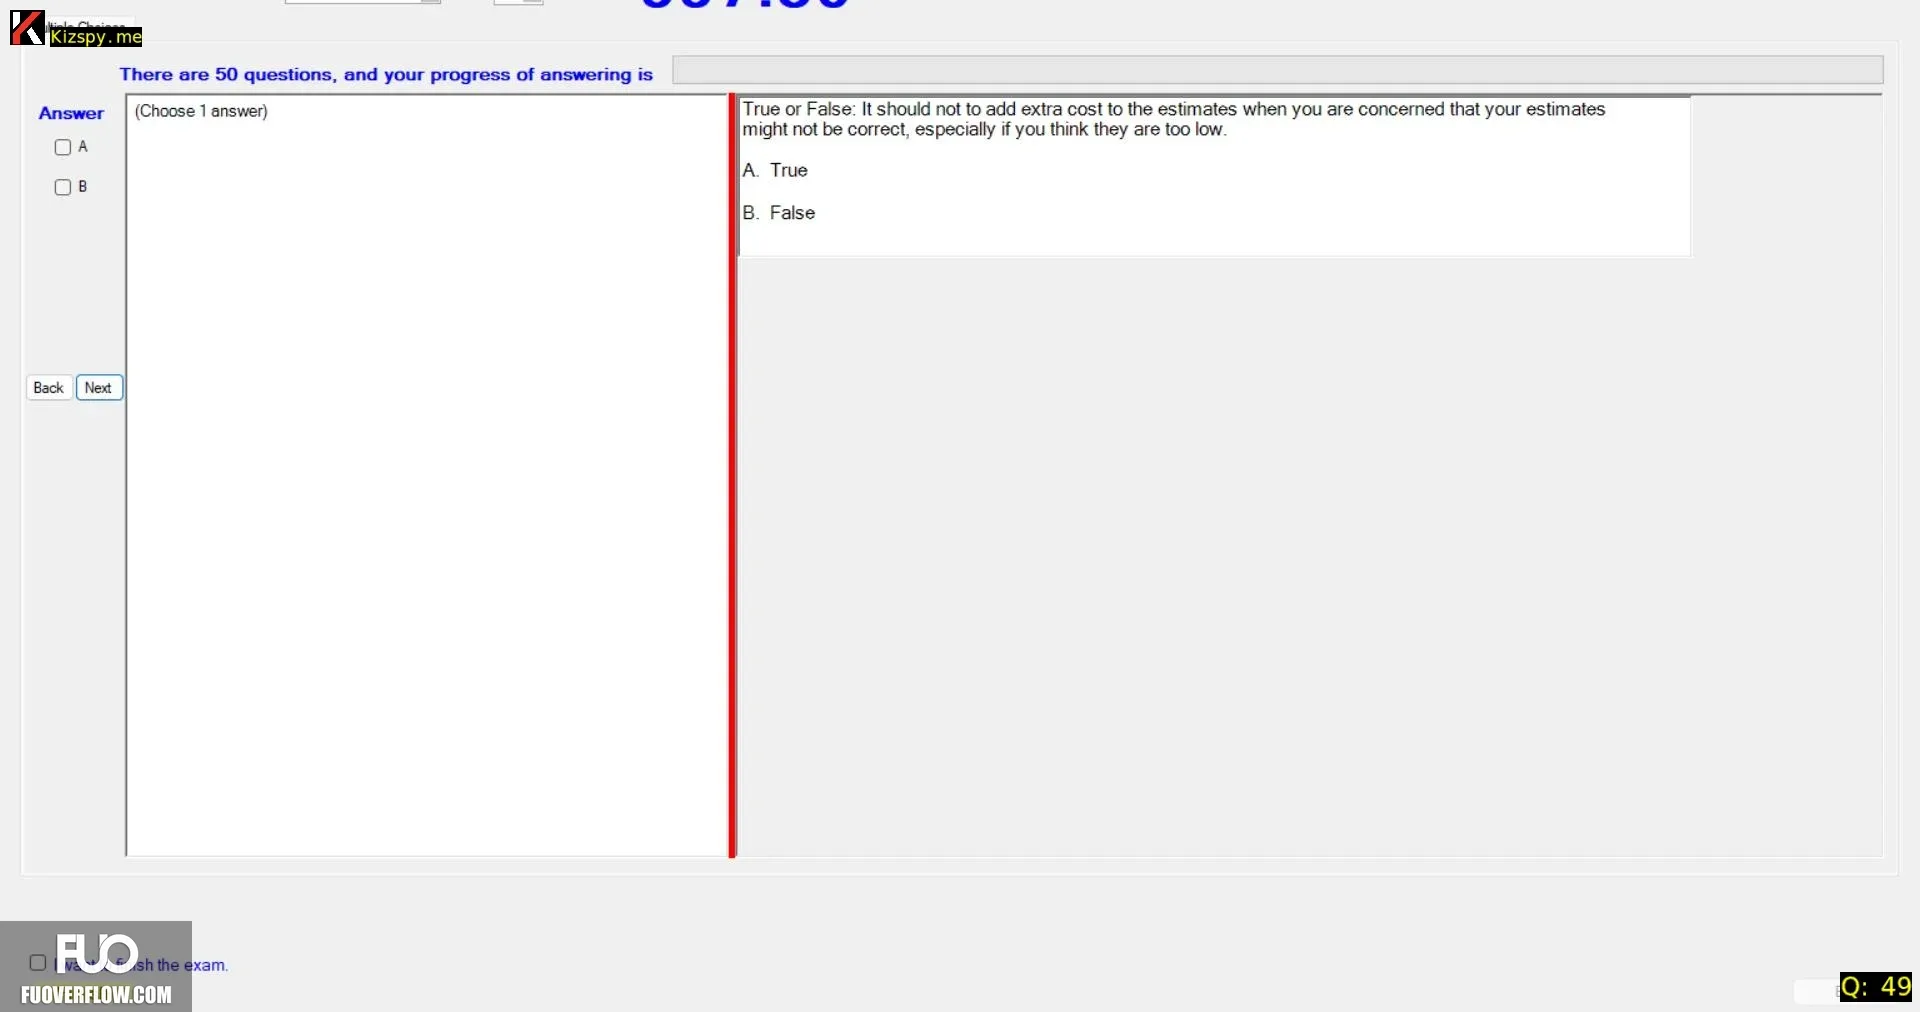 Kizspy.me
There are 50 questions, and your progress of answering is
Answer
(Choose 1 answer)
A
B
True or False: It should not to add extra cost to the estimates when you are concerned that your estimates
might not be correct, especially if you think they are too low.
A. True
B. False
Back Next
the exam.
FUO
FUOVERFLOW.COM
Q: 49